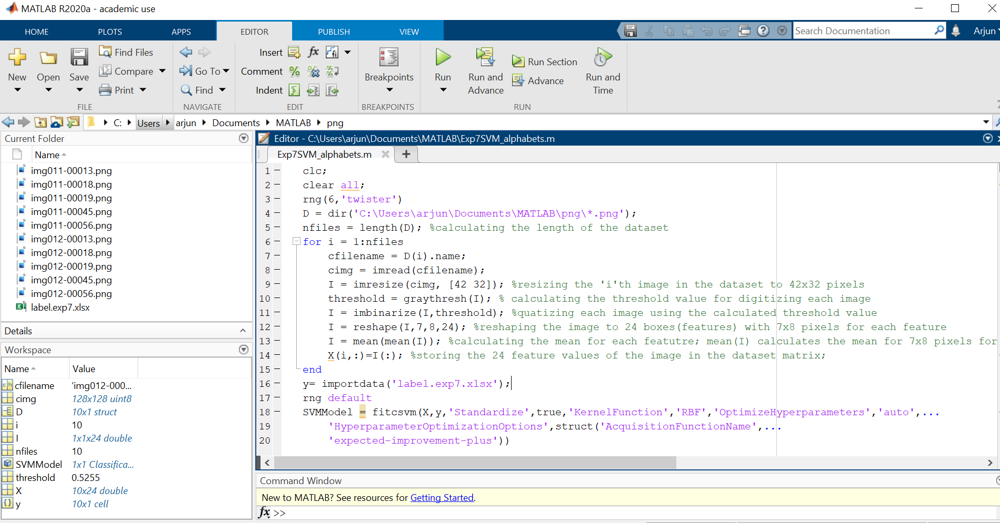 MATLAB R2020a - academic use
HOME PLOTS APPS EDITOR PUBLISH VIEW
Search Documentation
Arjun
New
Open
Save
Find Files
Compare
Print
FILE
Go To
Find
NAVIGATE
Insert fx
Comment
Indent
EDIT
Breakpoints
BREAKPOINTS
Run
Run and
Advance
Run Section
Advance
Run and
Time
RUN
C: Users arjun Documents MATLAB png
Current Folder
Name
img011-00013.png
img011-00018.png
img011-00019.png
img011-00045.png
img011-00056.png
img012-00013.png
img012-00018.png
img012-00019.png
img012-00045.png
img012-00056.png
label.exp7.xlsx
Details
Workspace
Name Value
cfilename 'img012-000...
cimg 128x128 uint8
D 10x1 struct
i 10
I 1x1x24 double
nfiles 10
SVMModel 1x1 Classifica...
threshold 0.5255
X 10x24 double
y 10x1 cell
Editor - C:\Users\arjun\Documents\MATLAB\Exp7SVM_alphabets.m
Exp7SVM_alphabets.m
1 clc;
2 clear all;
3 rng(6,'twister')
4 D = dir('C:\Users\arjun\Documents\MATLAB\png\*.png');
5 nfiles = length(D); %calculating the length of the dataset
6 for i = 1:nfiles
7 cfilename = D(i).name;
8 cimg = imread(cfilename);
9 I = imresize(cimg, [42 32]); %resizing the 'i'th image in the dataset to 42x32 pixels
10 threshold = graythresh(I); % calculating the threshold value for digitizing each image
11 I = imbinarize(I,threshold); %quatizing each image using the calculated threshold value
12 I = reshape(I,7,8,24); %reshaping the image to 24 boxes(features) with 7x8 pixels for each feature
13 I = mean(mean(I)); %calculating the mean for each featutre; mean(I) calculates the mean for 7x8 pixels for
14 X(i,:)=I(:); %storing the 24 feature values of the image in the dataset matrix;
15 end
16 y= importdata('label.exp7.xlsx');
17 rng default
18 SVMModel = fitcsvm(X,y,'Standardize',true,'KernelFunction','RBF','OptimizeHyperparameters','auto',...
19 'HyperparameterOptimizationOptions',struct('AcquisitionFunctionName',...
20 'expected-improvement-plus'))
Command Window
New to MATLAB? See resources for Getting Started.
fx >>